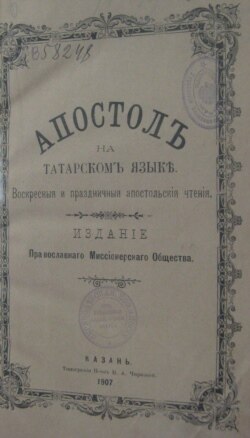 АПОСТОЛЪ
НА
ТАТАРСКОМЪ ЯЗЫКѢ.
Воскресныя и праздничныя апостольскія чтенія.
ИЗДАНІЕ
Православнаго Миссіонерскаго Общества.
КАЗАНЬ.
1907